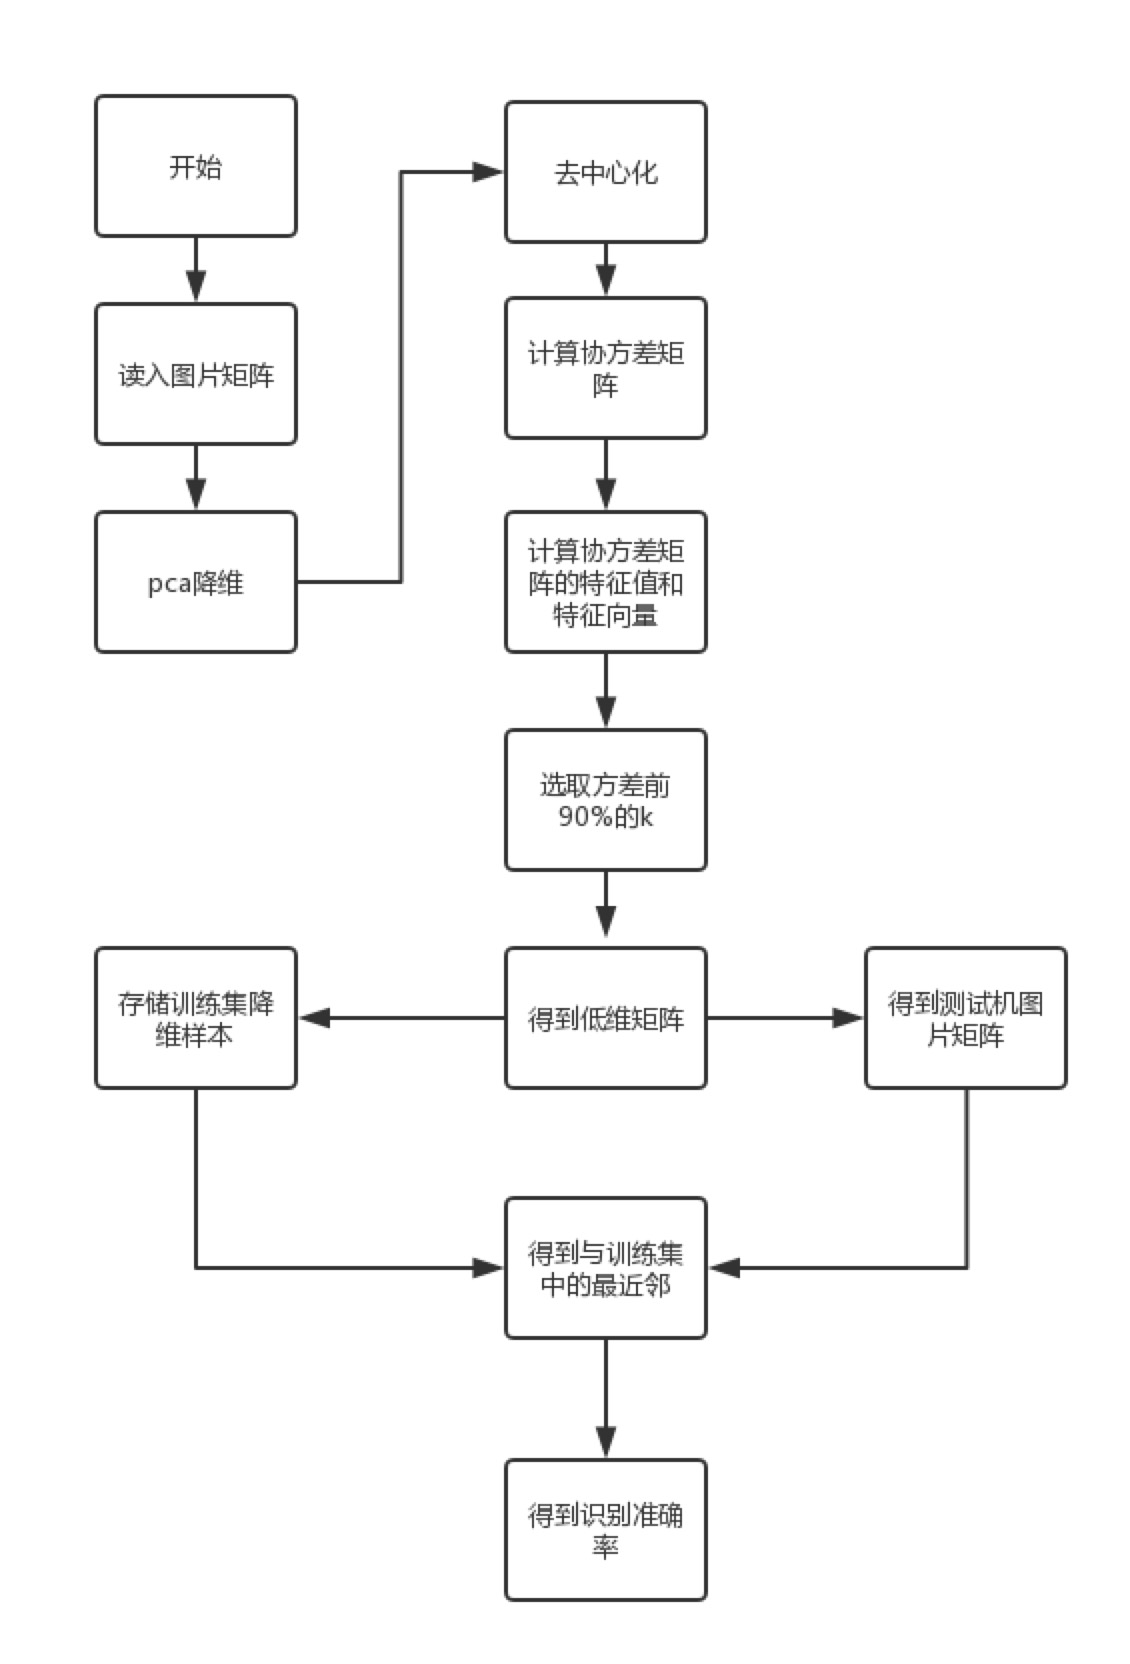 开始
读入图片矩阵
pca降维
去中心化
计算协方差矩
阵
计算协方差矩
阵的特征值和
特征向量
选取方差前
90%的k
存储训练集降
维样本
得到低维矩阵
得到测试机图
片矩阵
得到与训练集
中的最近邻
得到识别准确
率